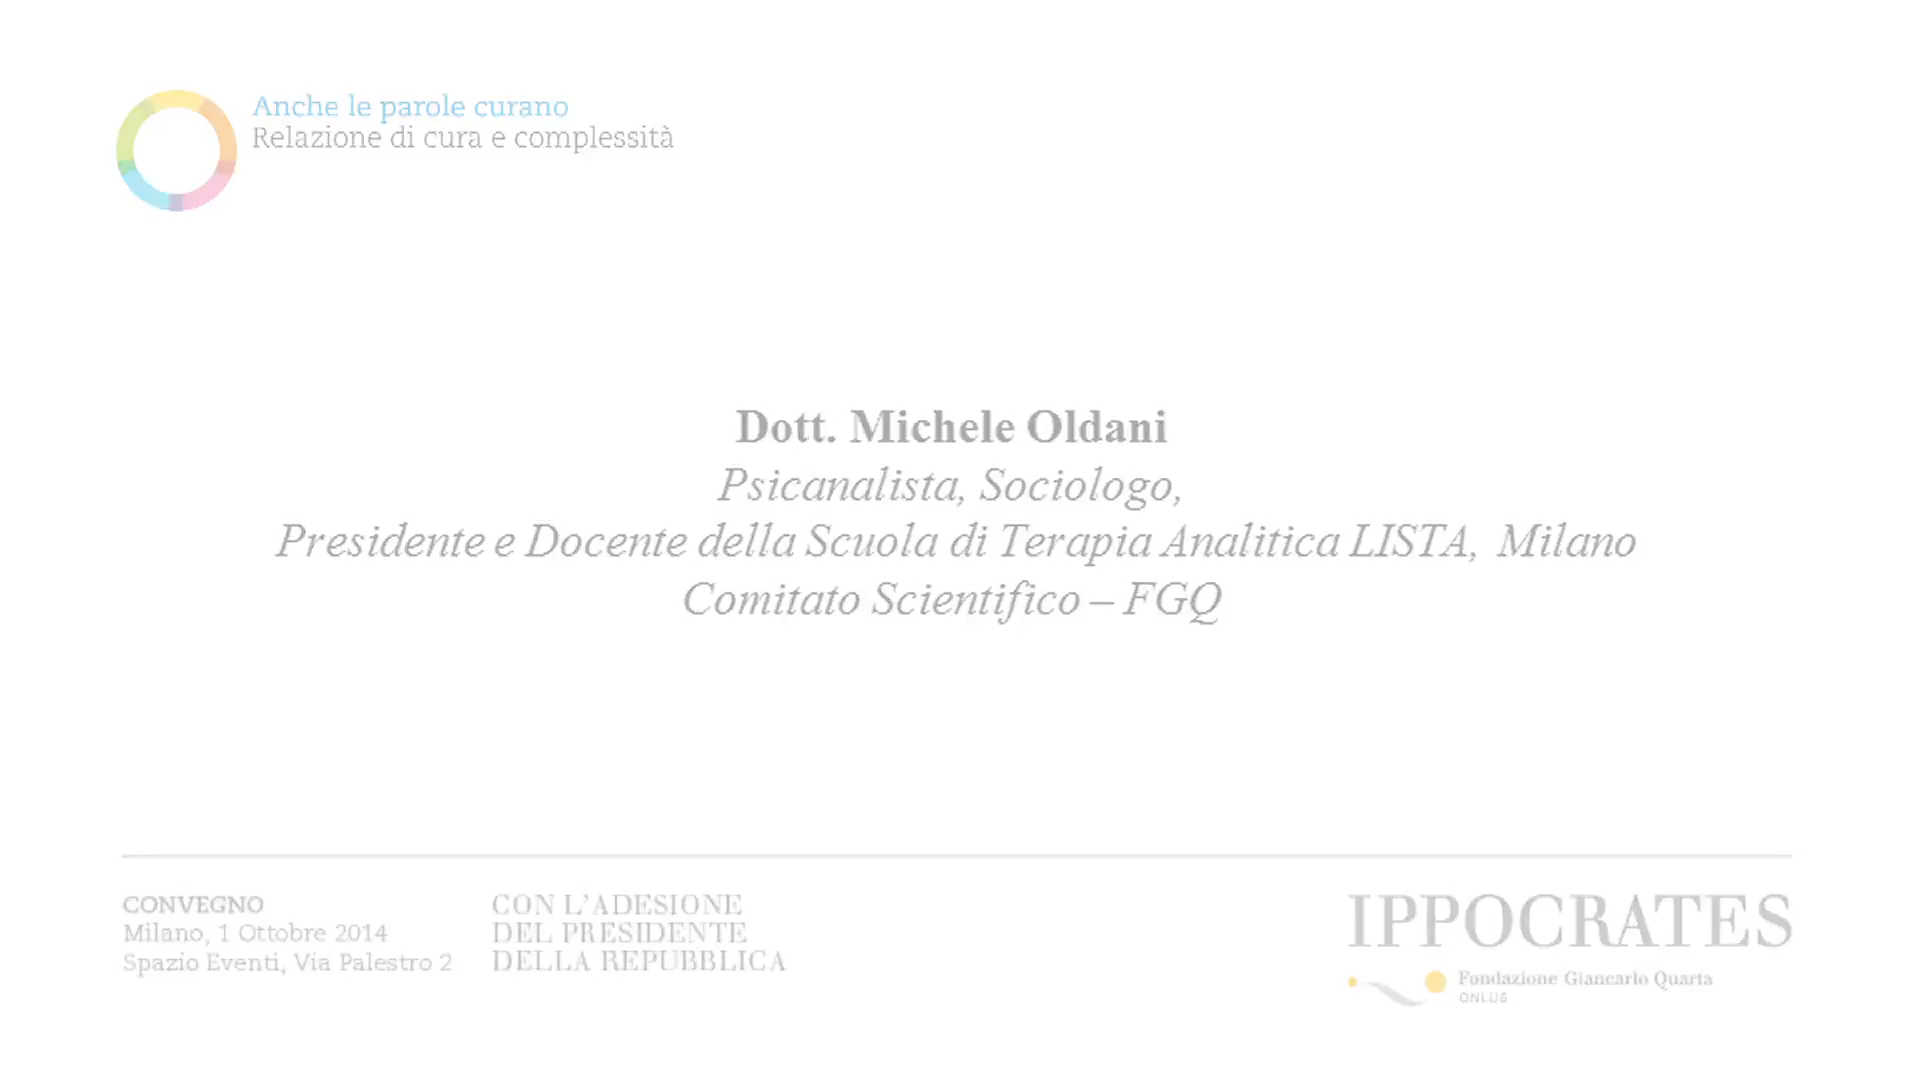 Anche le parole curano
Relazione di cura e complessità
Dott. Michele Oldani
Psicanalista, Sociologo,
Presidente e Docente della Scuola di Terapia Analitica LISTA, Milano
Comitato Scientifico – FGQ
CONVEGNO
Milano, 1 Ottobre 2014
Spazio Eventi, Via Palestro 2
CON L'ADESIONE
DEL PRESIDENTE
DELLA REPUBBLICA
IPPOCRATES
Fondazione Giancarlo Quarta
ONLUS